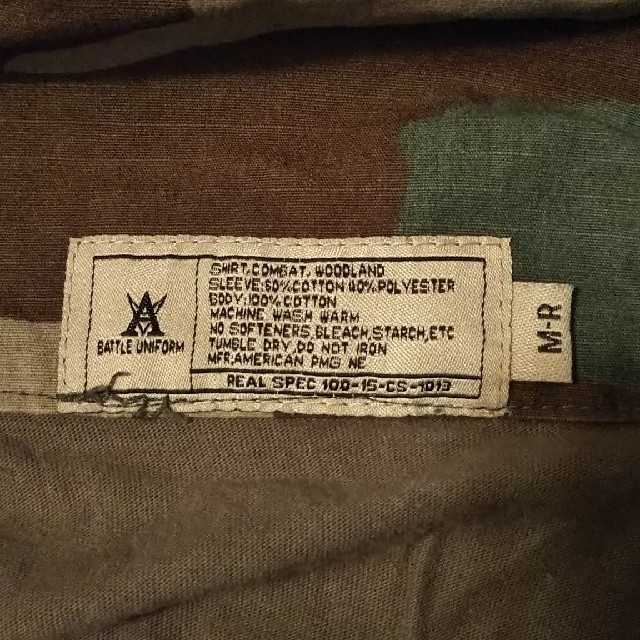 BATTLE UNIFORM
SHIRT, COMBAT, WOODLAND
SLEEVE: 60% COTTON 40% POLYESTER
BODY: 100% COTTON
MACHINE WASH WARM
NO SOFTENERS, BLEACH, STARCH, ETC
TUMBLE DRY, DO NOT IRON
MFR: AMERICAN PMG NE
REAL SPEC 100-15-CS-1013
M-R